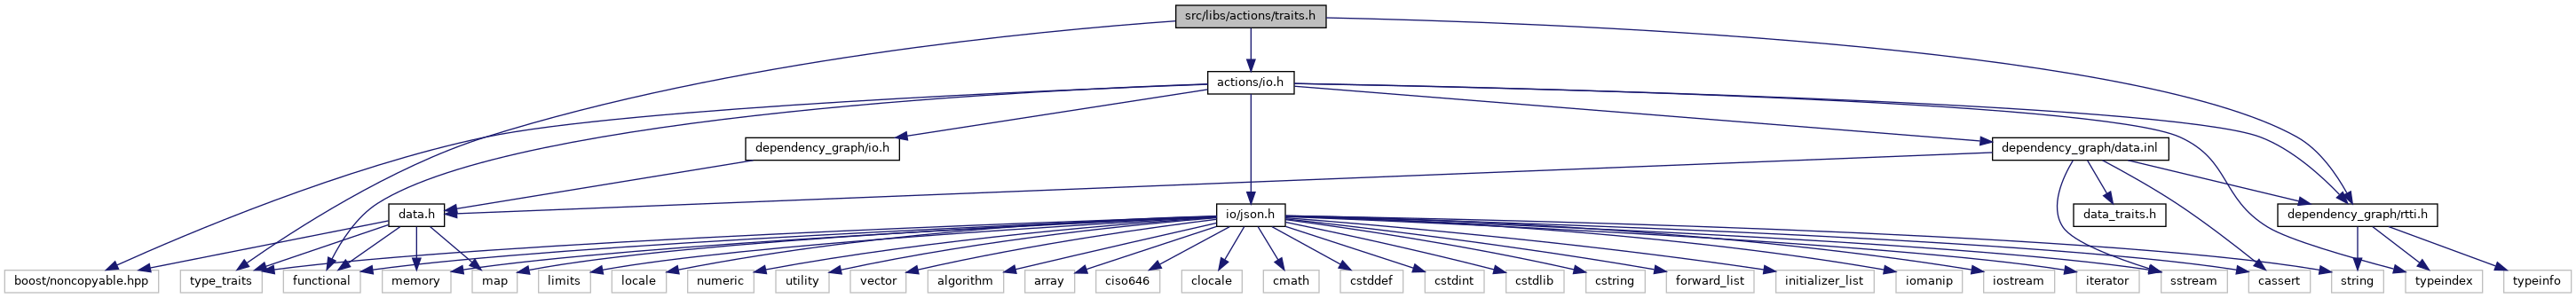 src/libs/actions/traits.h
actions/io.h
dependency_graph/io.h
dependency_graph/data.inl
data.h
io/json.h
data_traits.h
dependency_graph/rtti.h
boost/noncopyable.hpp
type_traits
functional
memory
map
limits
locale
numeric
utility
vector
algorithm
array
ciso646
clocale
cmath
cstddef
cstdint
cstdlib
cstring
forward_list
initializer_list
iomanip
iostream
iterator
sstream
cassert
string
typeindex
typeinfo